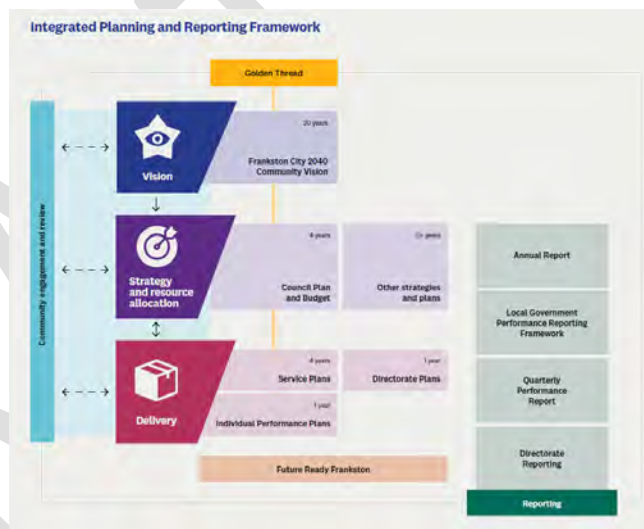 Integrated Planning and Reporting Framework
Golden Thread
Community engagement and review
Vision
20 years
Frankston City 2040
Community Vision
Strategy
and resource
allocation
4 years
Council Plan
and Budget
years
Other strategies
and plans
Delivery
4 years
Service Plans
1 year
Directorate Plans
1 year
Individual Performance Plans
Future Ready Frankston
Annual Report
Local Government
Performance Reporting
Framework
Quarterly
Performance
Report
Directorate
Reporting
Reporting